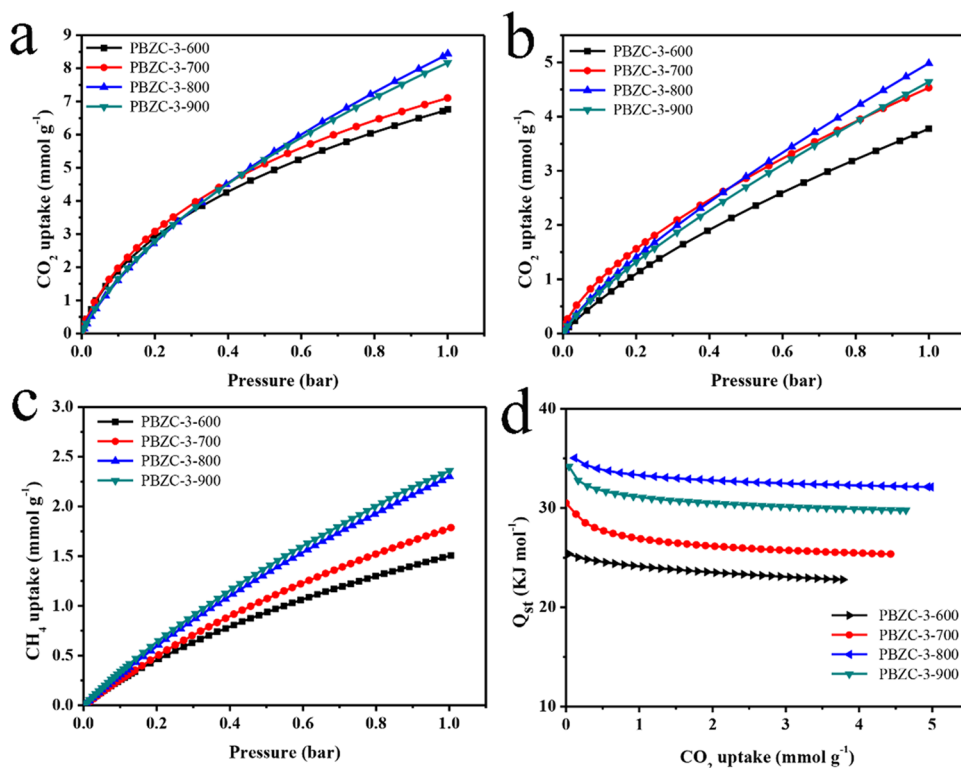 a
PBZC-3-600
PBZC-3-700
PBZC-3-800
PBZC-3-900
CO2 uptake (mmol g-1)
9
8
7
6
5
4
3
2
1
0
0.0 0.2 0.4 0.6 0.8 1.0
Pressure (bar)
b
PBZC-3-600
PBZC-3-700
PBZC-3-800
PBZC-3-900
CO2 uptake (mmol g-1)
5
4
3
2
1
0
0.0 0.2 0.4 0.6 0.8 1.0
Pressure (bar)
c
PBZC-3-600
PBZC-3-700
PBZC-3-800
PBZC-3-900
CH4 uptake (mmol g-1)
3.0
2.5
2.0
1.5
1.0
0.5
0.0
0.0 0.2 0.4 0.6 0.8 1.0
Pressure (bar)
d
Qst (KJ mol-1)
40
30
20
10
PBZC-3-600
PBZC-3-700
PBZC-3-800
PBZC-3-900
0 1 2 3 4 5
CO2 uptake (mmol g-1)